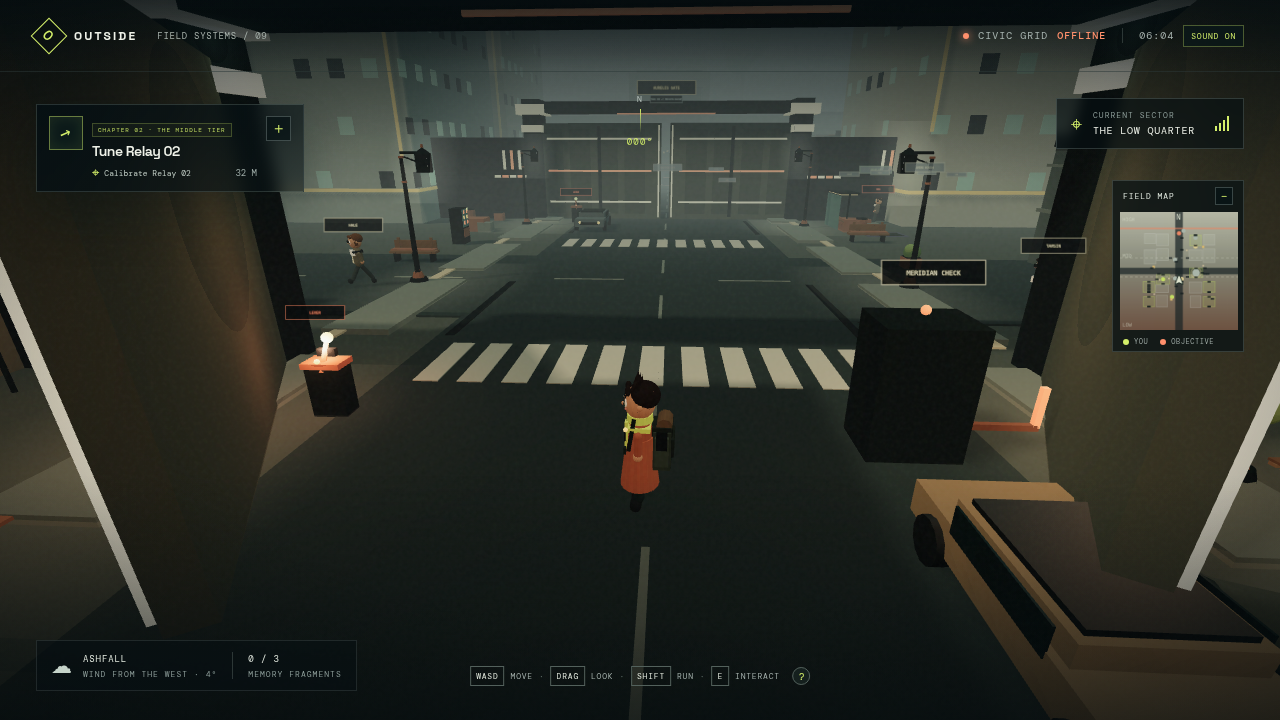 OUTSIDE
FIELD SYSTEMS / 09
CIVIC GRID OFFLINE
06:04
SOUND ON
CHAPTER 02 · THE MIDDLE TIER
+
Tune Relay 02
Calibrate Relay 02
32 M
N
000°
CURRENT SECTOR
THE LOW QUARTER
FIELD MAP
−
N
MID
LOW
YOU
OBJECTIVE
MERIDIAN CHECK
ASHFALL
WIND FROM THE WEST · 4°
0 / 3
MEMORY FRAGMENTS
WASD MOVE · DRAG LOOK · SHIFT RUN · E INTERACT ?